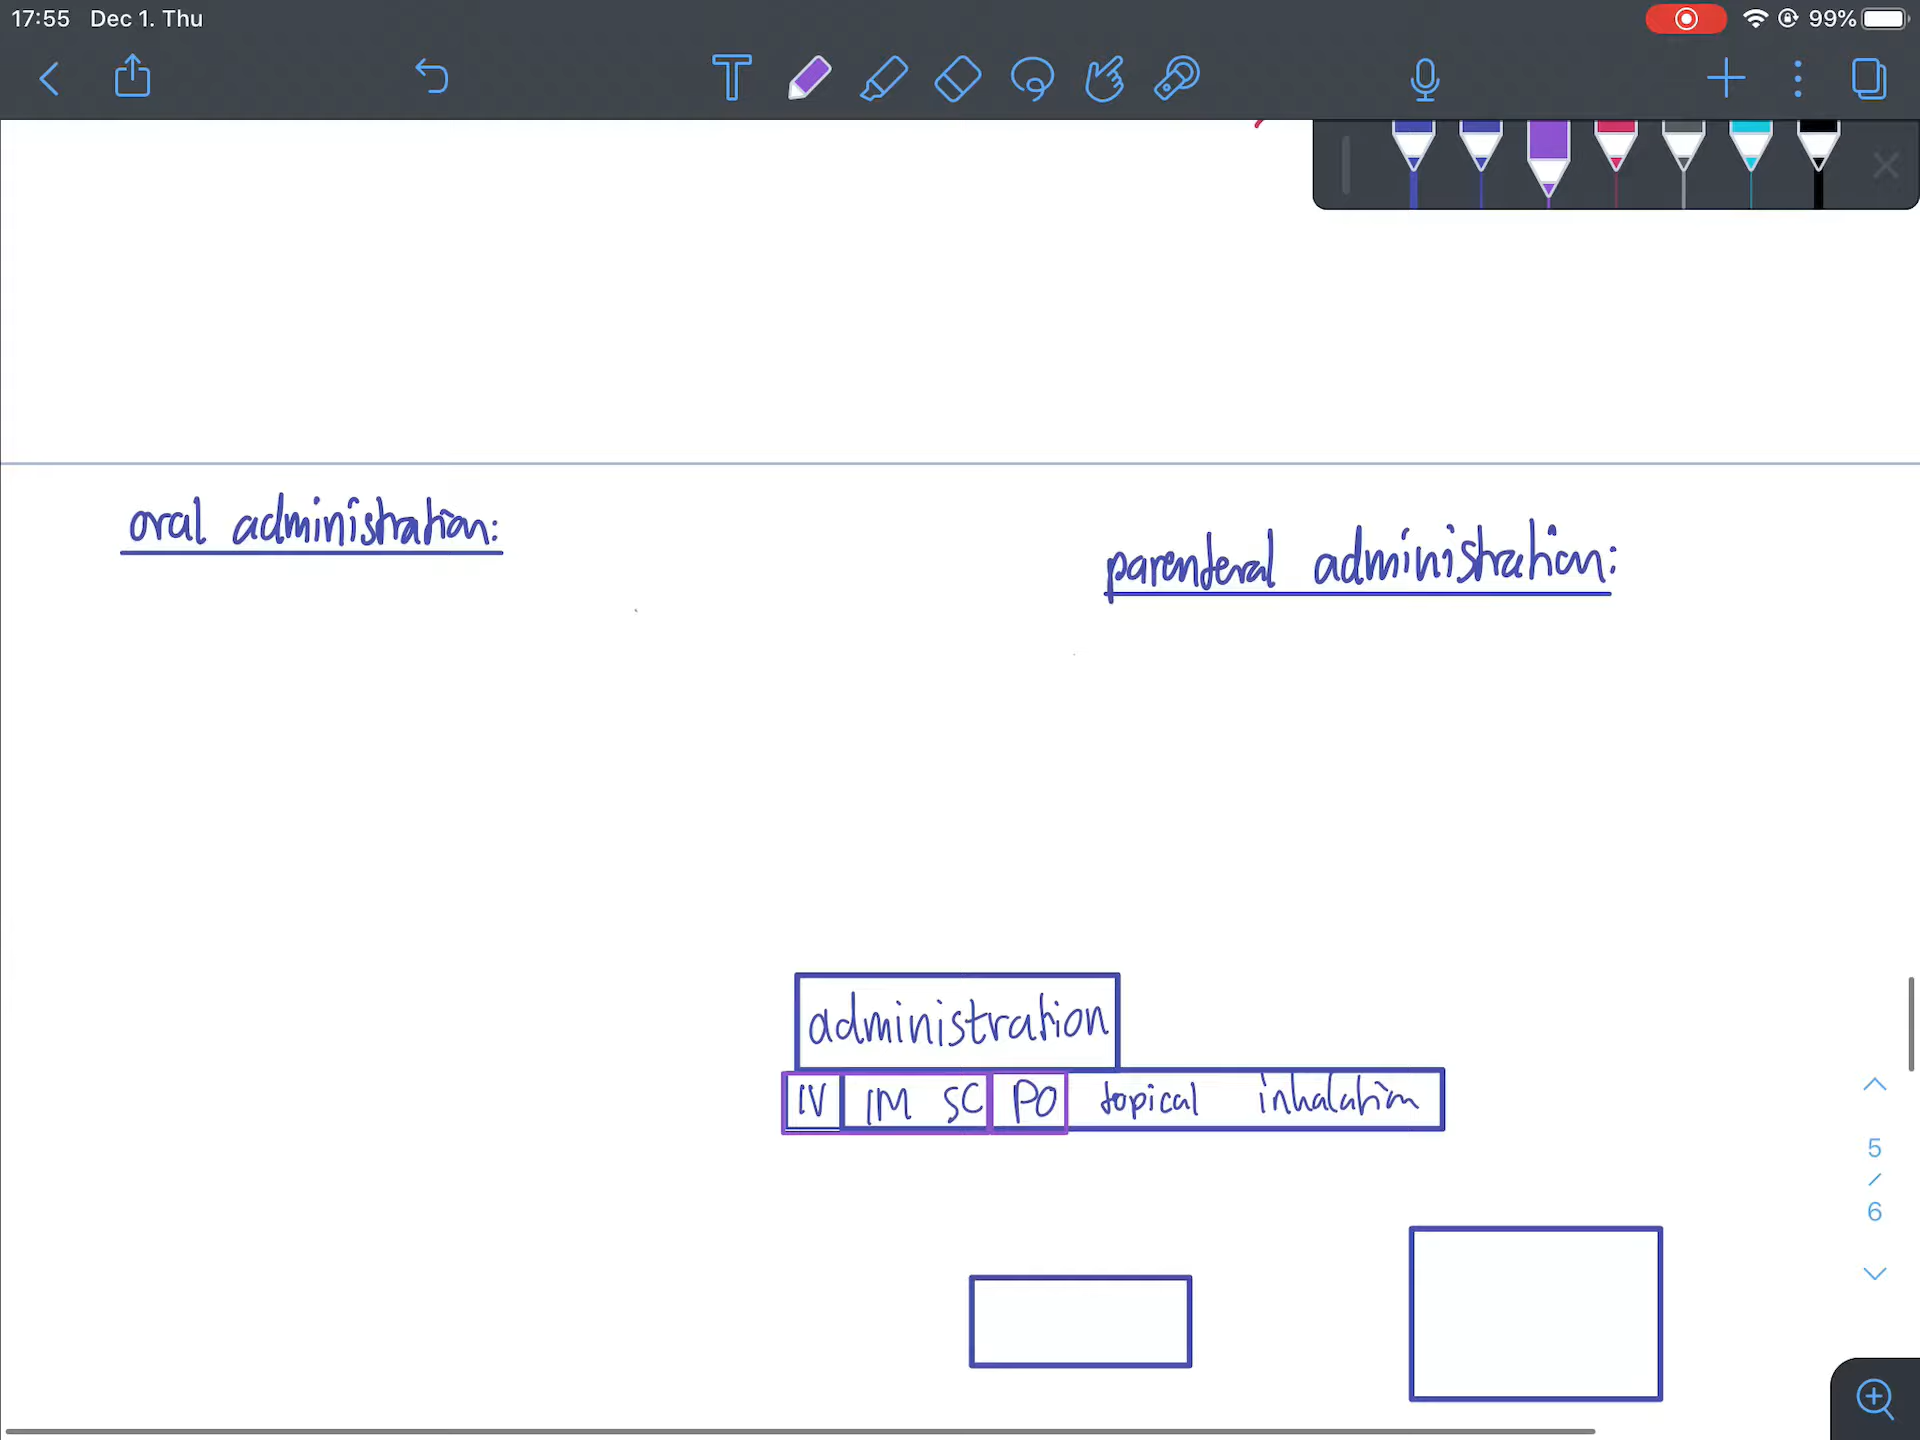 17:55 Dec 1. Thu 99%
T
oral administration:
parenteral administration:
administration
IV IM SC PO topical inhalation
5
/
6